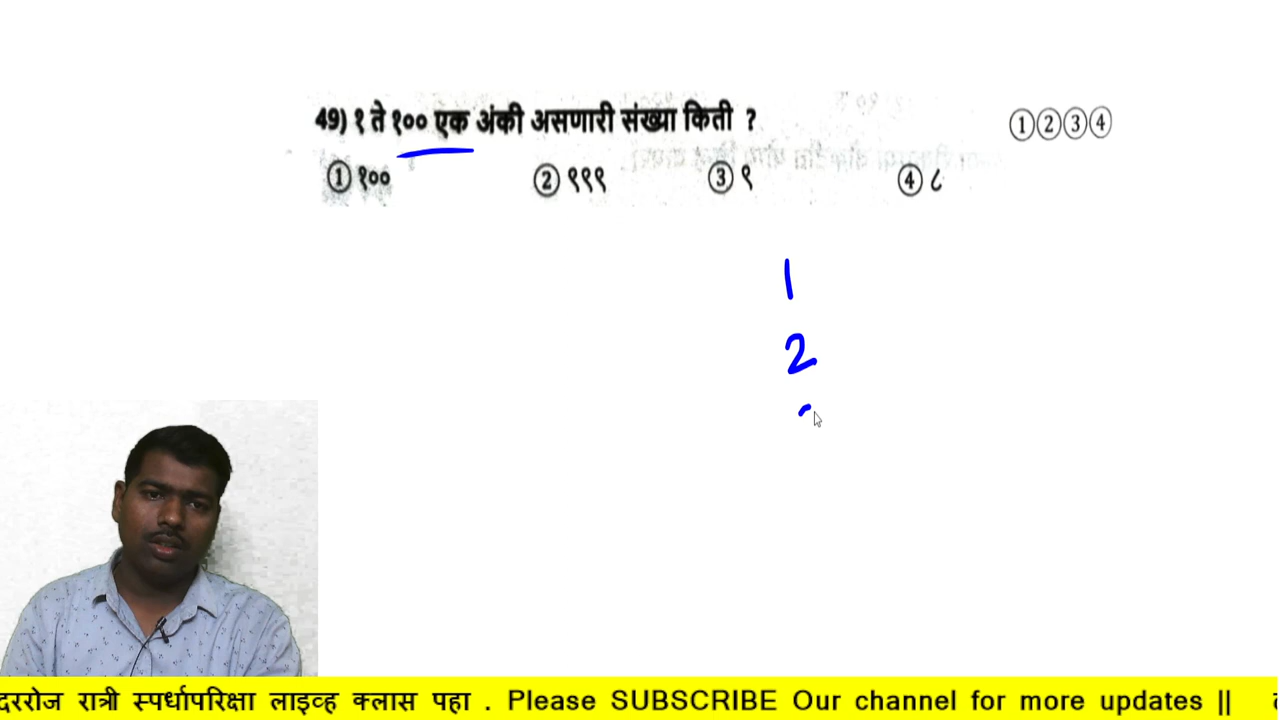 49) १ ते १०० एक अंकी असणारी संख्या किती ?
①②③④
① १०० ② ९९९ ③ ९ ④ ८
1
2
दररोज रात्री स्पर्धापरिक्षा लाइव्ह क्लास पहा . Please SUBSCRIBE Our channel for more updates ||